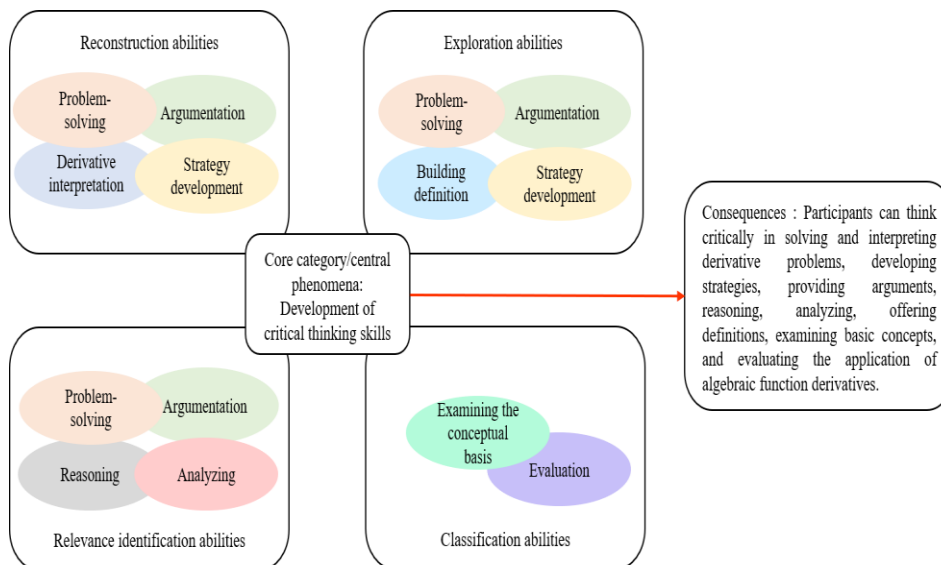 Reconstruction abilities
Problem-
solving
Argumentation
Derivative
interpretation
Strategy
development
Exploration abilities
Problem-
solving
Argumentation
Building
definition
Strategy
development
Core category/central
phenomena:
Development of
critical thinking skills
Consequences : Participants can think
critically in solving and interpreting
derivative problems, developing
strategies, providing arguments,
reasoning, analyzing, offering
definitions, examining basic concepts,
and evaluating the application of
algebraic function derivatives.
Problem-
solving
Argumentation
Reasoning
Analyzing
Relevance identification abilities
Examining the
conceptual
basis
Evaluation
Classification abilities